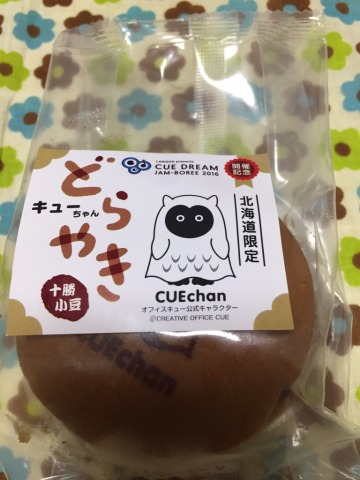 Lawson presents
CUE DREAM
JAM-BOREE 2016
開催
記念
北海道限定
キューちゃん
どらやき
十勝
小豆
CUEchan
オフィスキュー公式キャラクター
©CREATIVE OFFICE CUE
CUEchan